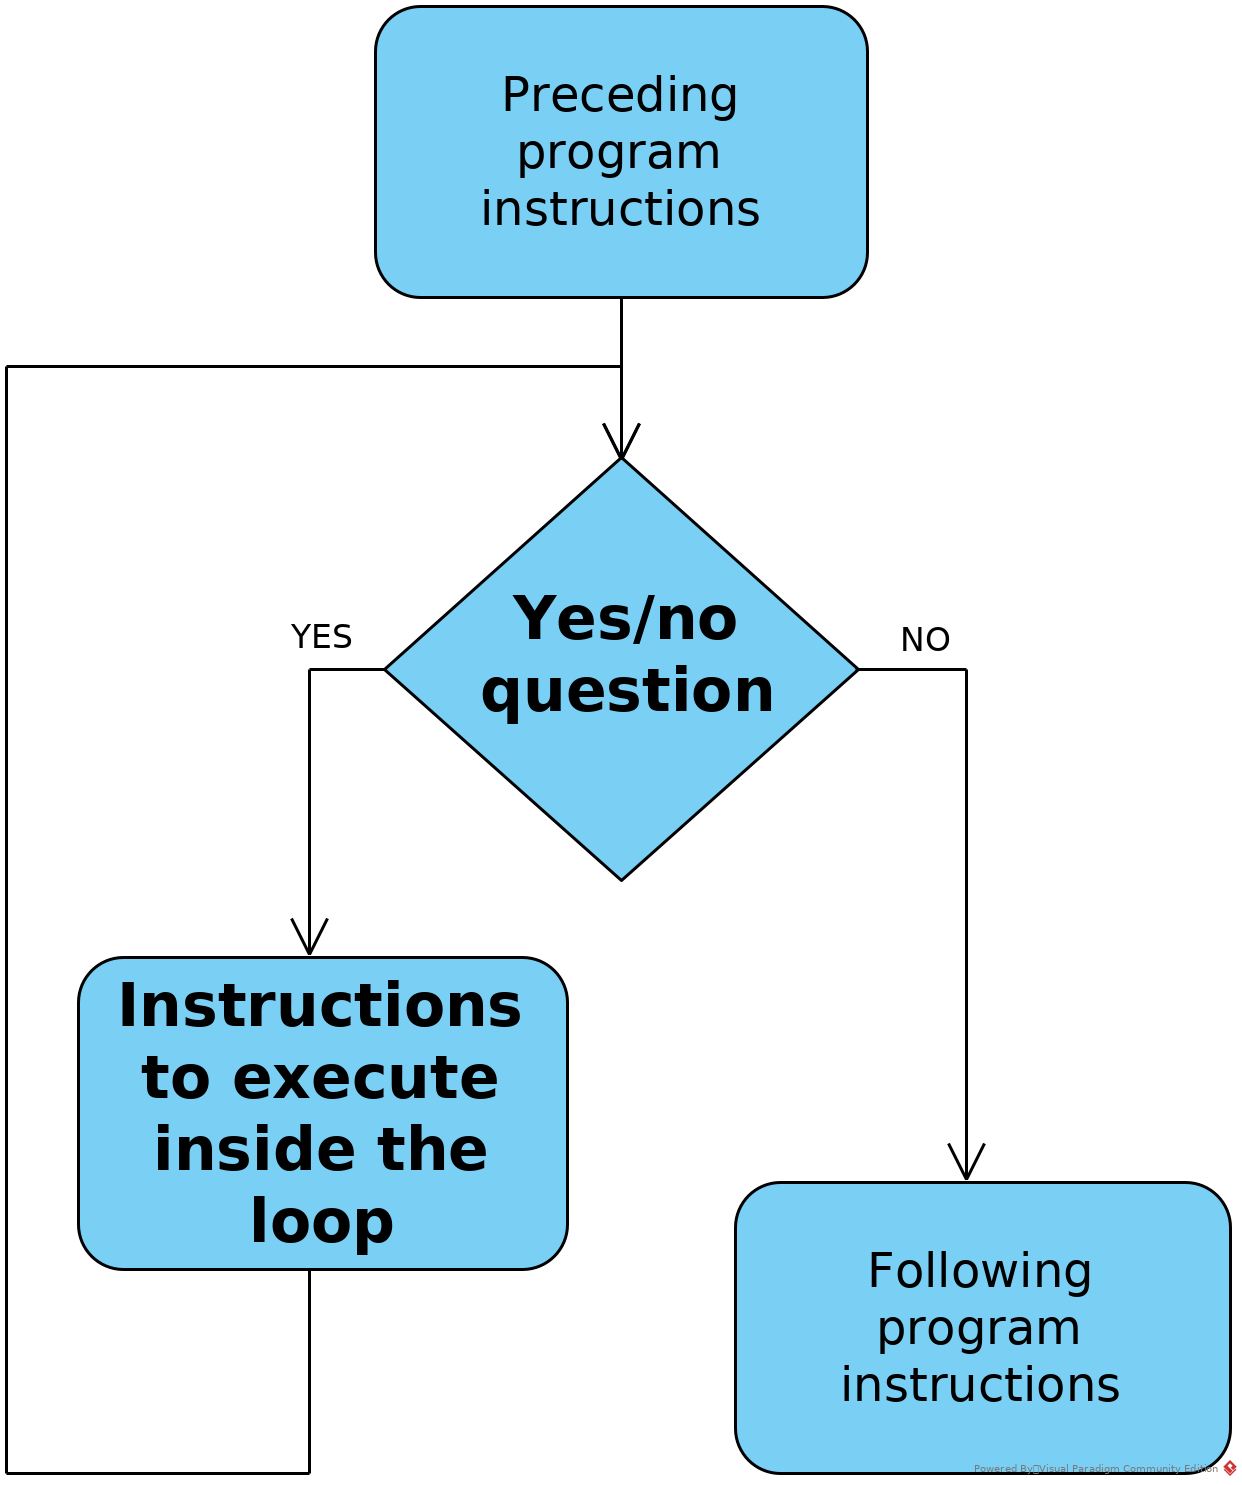 Preceding
program
instructions
Yes/no
question
YES
NO
Instructions
to execute
inside the
loop
Following
program
instructions
Powered By Visual Paradigm Community Edition